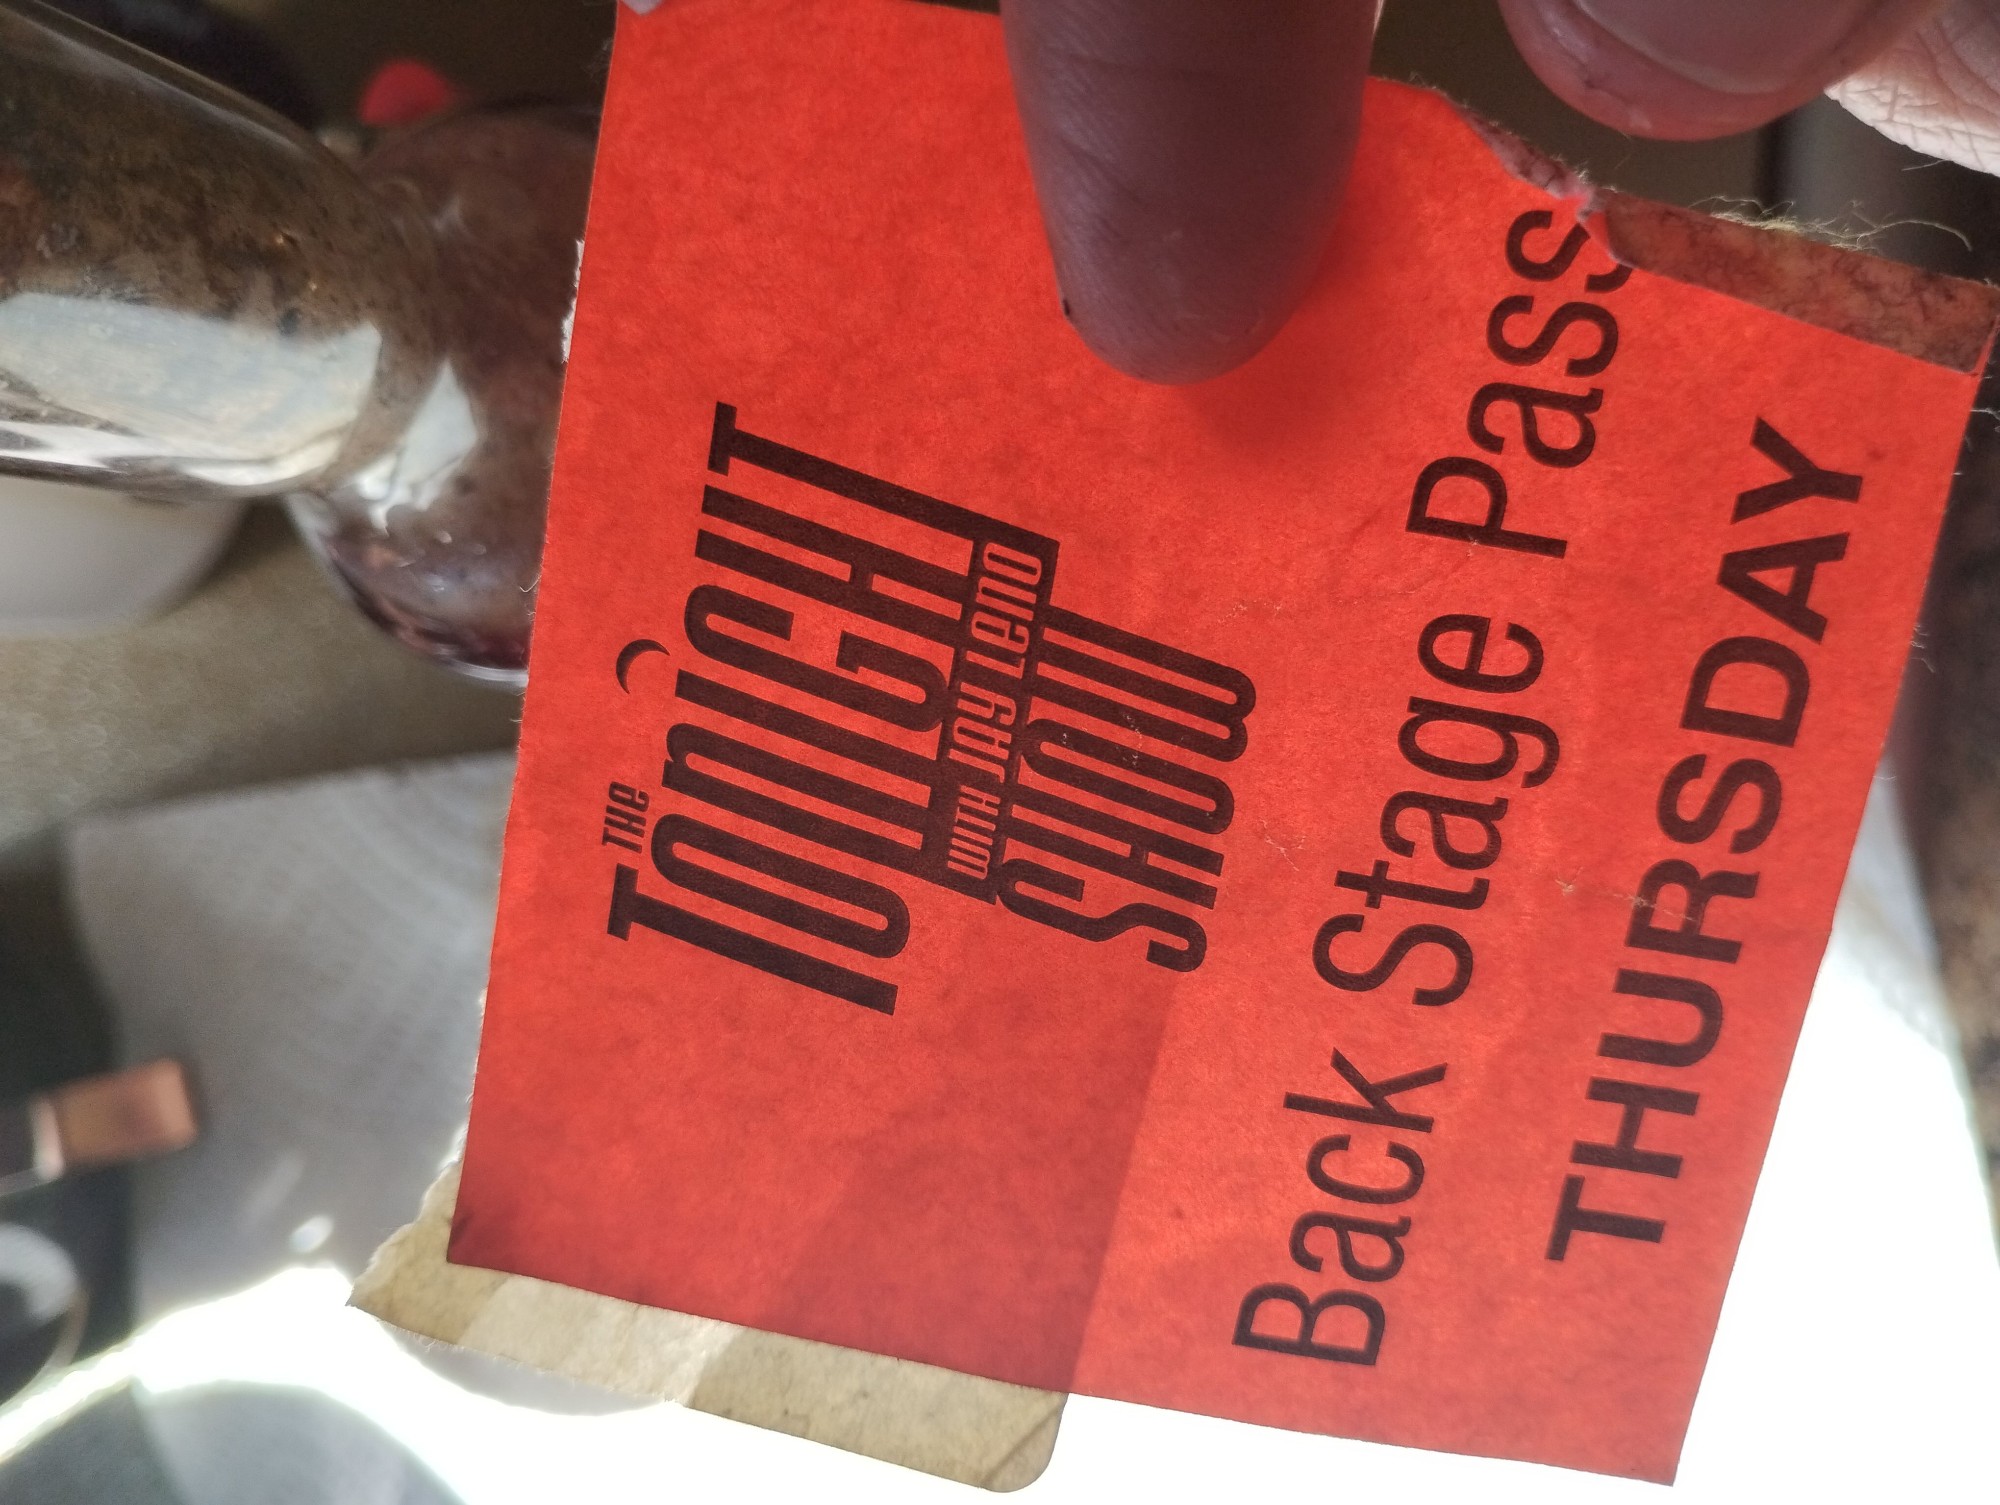 THE
TONIGHT
WITH JAY LENO
SHOW
Back Stage Pass
THURSDAY